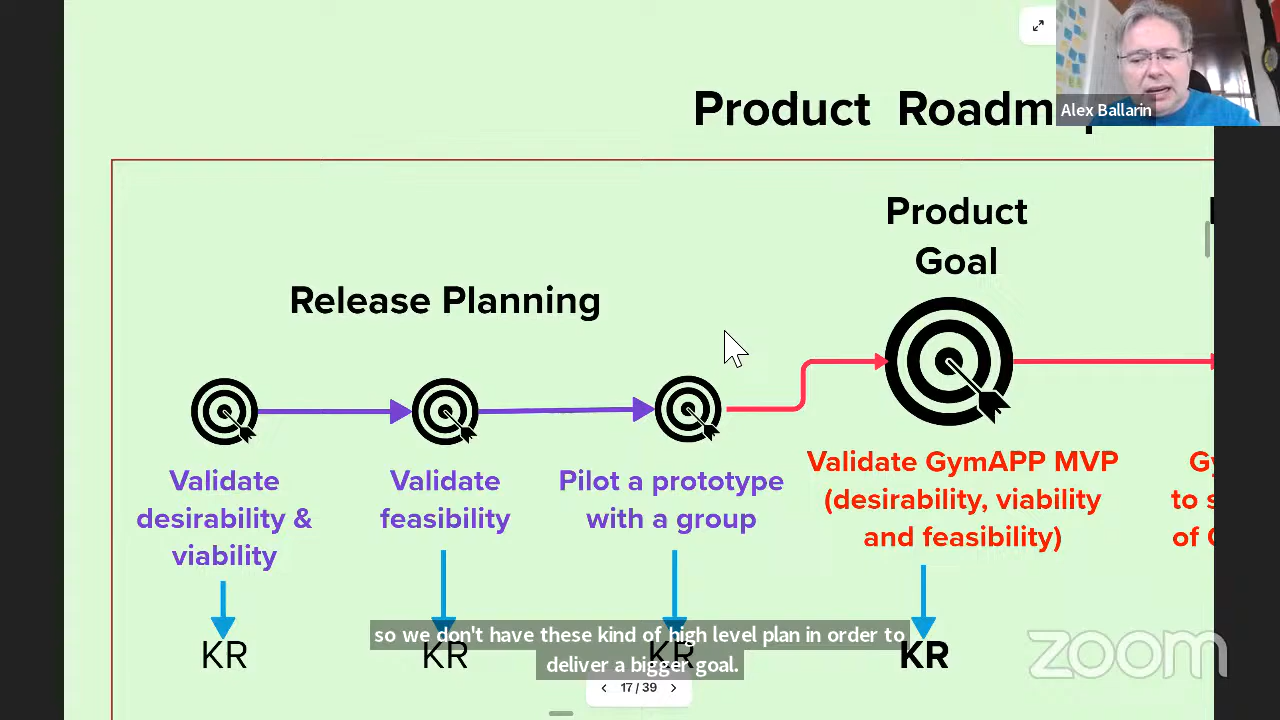 Product Roadm
Alex Ballarin
Product
Goal
Release Planning
Validate
desirability &
viability
Validate
feasibility
Pilot a prototype
with a group
Validate GymAPP MVP
(desirability, viability
and feasibility)
to s
of
KR
KR
KR
KR
so we don't have these kind of high level plan in order to
deliver a bigger goal.
17 / 39
zoom